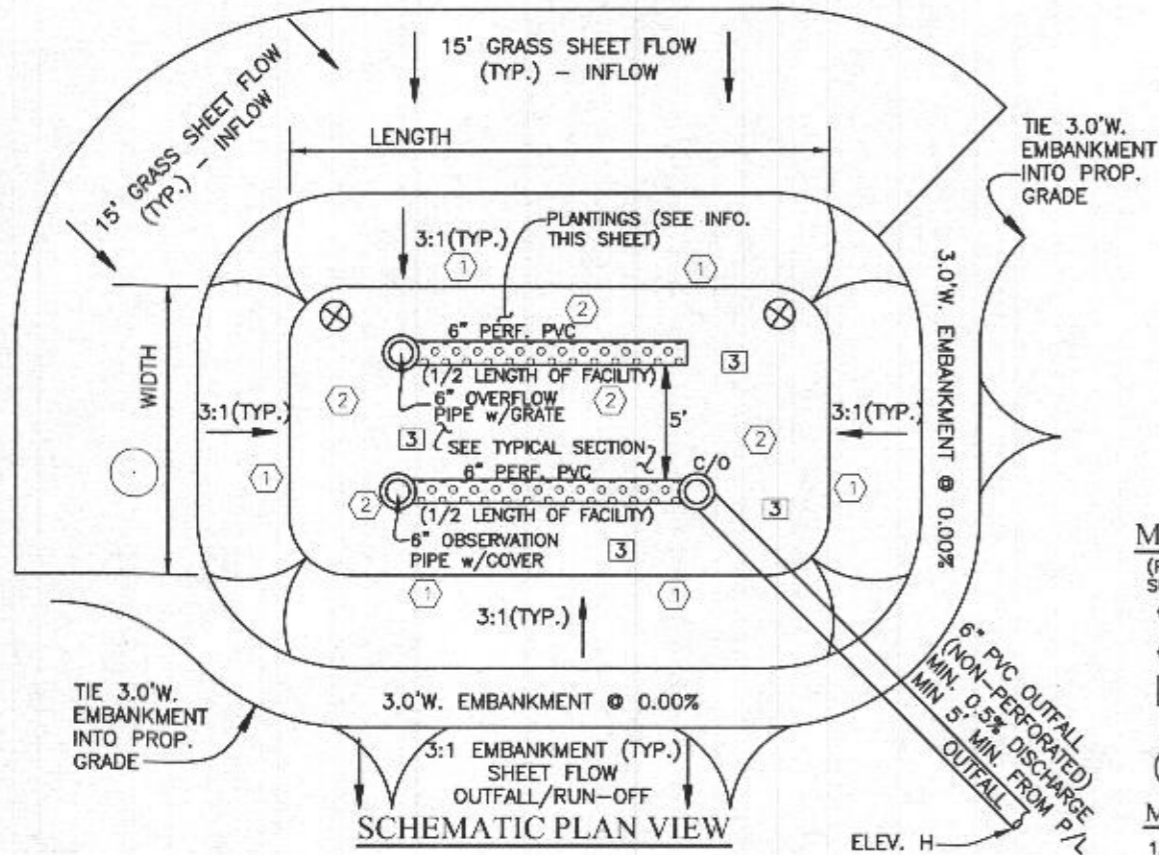 15' GRASS SHEET FLOW
(TYP.) - INFLOW
15' GRASS SHEET FLOW
(TYP.) - INFLOW
LENGTH
TIE 3.0'W.
EMBANKMENT
INTO PROP.
GRADE
PLANTINGS (SEE INFO.
THIS SHEET)
3:1(TYP.)
1
1
2
6" PERF. PVC
3
(1/2 LENGTH OF FACILITY)
WIDTH
6" OVERFLOW
PIPE w/GRATE
2
2
5'
3:1(TYP.)
3:1(TYP.)
3.0'W. EMBANKMENT @ 0.00%
3
SEE TYPICAL SECTION
2
6" PERF. PVC
C/O
1
1
2
(1/2 LENGTH OF FACILITY)
3
6" OBSERVATION
PIPE w/COVER
3
1
1
3:1(TYP.)
6" PVC OUTFALL
(NON-PERFORATED)
MIN. 0.5% DISCHARGE
MIN 5' MIN. FROM P/L
OUTFALL
TIE 3.0'W.
EMBANKMENT
INTO PROP.
GRADE
3.0'W. EMBANKMENT @ 0.00%
3:1 EMBANKMENT (TYP.)
SHEET FLOW
OUTFALL/RUN-OFF
SCHEMATIC PLAN VIEW
ELEV. H
M
M
1